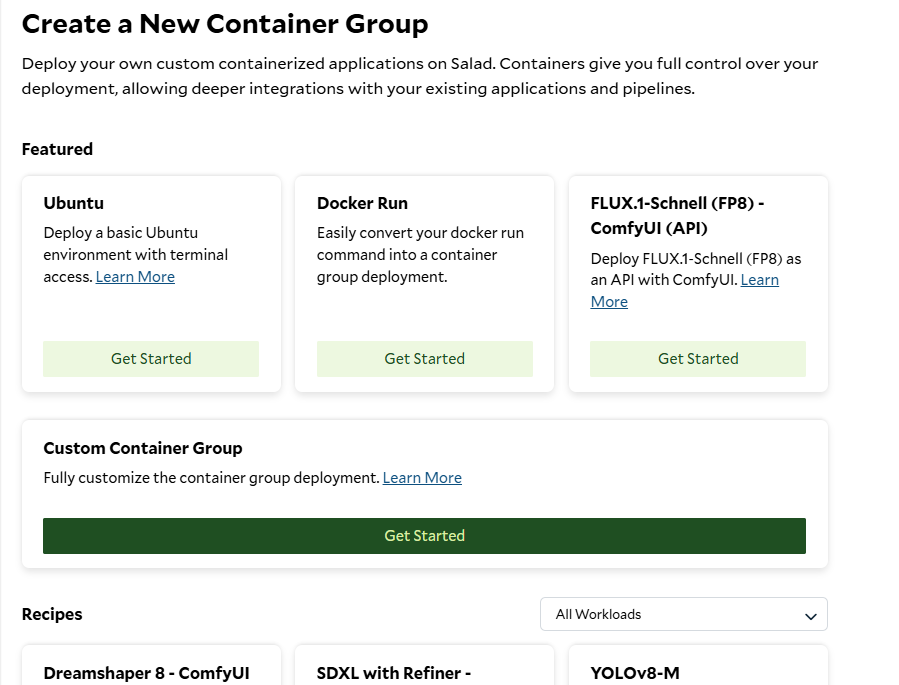 Create a New Container Group
Deploy your own custom containerized applications on Salad. Containers give you full control over your
deployment, allowing deeper integrations with your existing applications and pipelines.
Featured
Ubuntu
Deploy a basic Ubuntu
environment with terminal
access. Learn More
Get Started
Docker Run
Easily convert your docker run
command into a container
group deployment.
Get Started
FLUX.1-Schnell (FP8) -
ComfyUI (API)
Deploy FLUX.1-Schnell (FP8) as
an API with ComfyUI. Learn
More
Get Started
Custom Container Group
Fully customize the container group deployment. Learn More
Get Started
Recipes
All Workloads
Dreamshaper 8 - ComfyUI
SDXL with Refiner -
YOLOv8-M